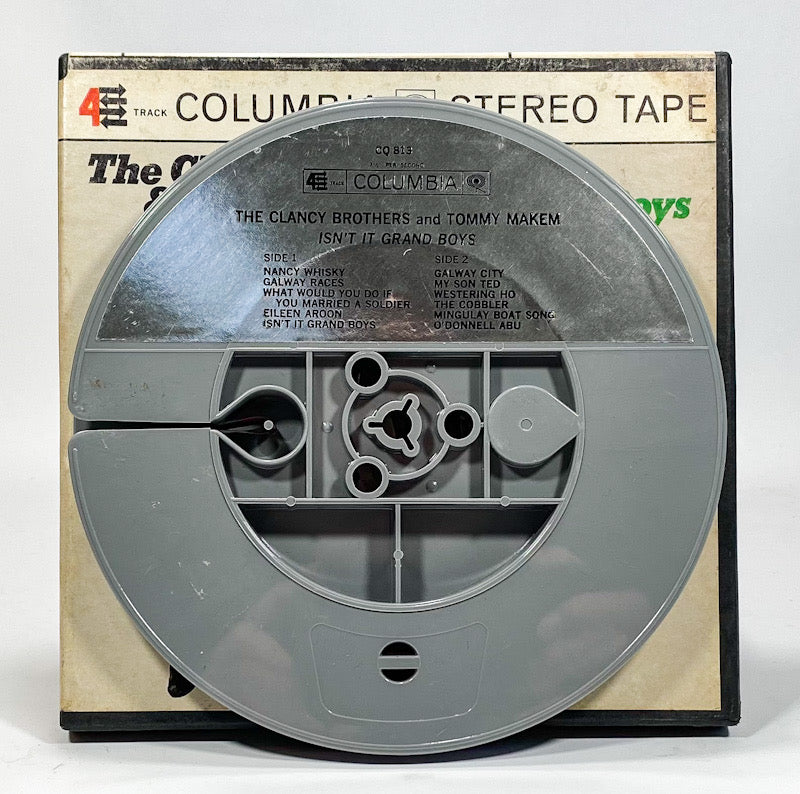 4 TRACK COLUMBIA STEREO TAPE
The C
&
oys
CQ 813
4 TRACK COLUMBIA
THE CLANCY BROTHERS and TOMMY MAKEM
ISN'T IT GRAND BOYS
SIDE 1
NANCY WHISKY
GALWAY RACES
WHAT WOULD YOU DO IF
YOU MARRIED A SOLDIER
EILEEN AROON
ISN'T IT GRAND BOYS
SIDE 2
GALWAY CITY
MY SON TED
WESTERING HO
THE COBBLER
MINGULAY BOAT SONG
O'DONNELL ABU